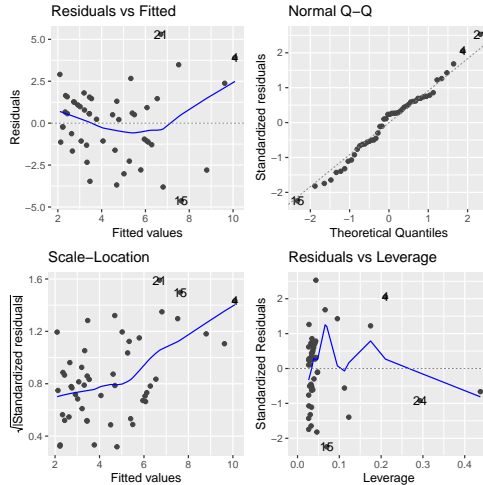 Residuals vs Fitted
Residuals
5.0
2.5
0.0
-2.5
-5.0
21
4
15
2 4 6 8 10
Fitted values
Normal Q−Q
Standardized residuals
2
1
0
−1
−2
21
4
15
−2 −1 0 1 2
Theoretical Quantiles
Scale−Location
√|Standardized residuals|
1.6
1.2
0.8
0.4
21
15
4
2 4 6 8 10
Fitted values
Residuals vs Leverage
Standardized Residuals
2
1
0
−1
−2
4
24
15
0.0 0.1 0.2 0.3 0.4
Leverage